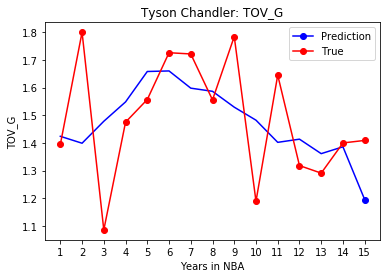 Tyson Chandler: TOV_G
Prediction
True
1.8
1.7
1.6
1.5
1.4
1.3
1.2
1.1
TOV_G
1 2 3 4 5 6 7 8 9 10 11 12 13 14 15
Years in NBA